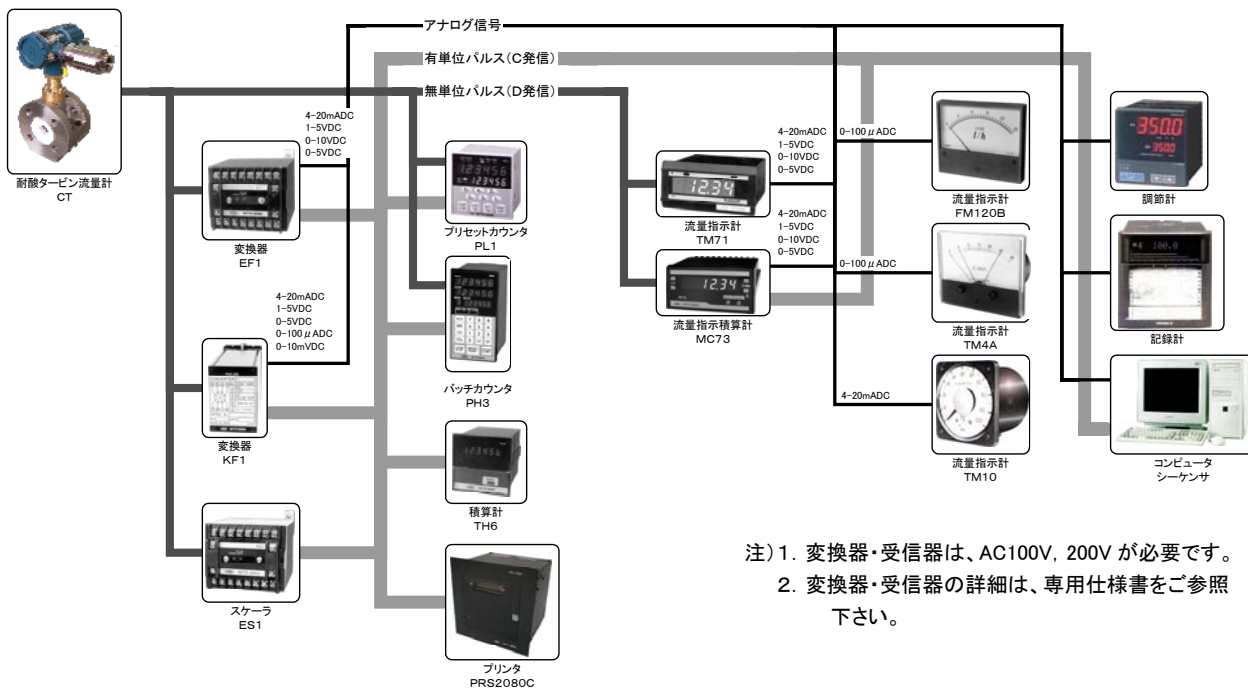 アナログ信号
有単位パルス(C発信)
無単位パルス(D発信)
耐酸タービン流量計
CT
4-20mADC
1-5VDC
0-10VDC
0-5VDC
変換器
EF1
4-20mADC
1-5VDC
0-5VDC
0-100μADC
0-10mVDC
変換器
KF1
スケーラ
ES1
プリセットカウンタ
PL1
バッチカウンタ
PH3
積算計
TH6
プリンタ
PRS2080C
12.34
流量指示計
TM71
4-20mADC
1-5VDC
0-10VDC
0-5VDC
12.34
流量指示積算計
MC73
4-20mADC
1-5VDC
0-10VDC
0-5VDC
0-100μADC
流量指示計
FM120B
0-100μADC
流量指示計
TM4A
4-20mADC
流量指示計
TM10
350.0
350.0
調節計
100.0
記録計
コンピュータ
シーケンサ
注)1. 変換器・受信器は、AC100V, 200V が必要です。
2. 変換器・受信器の詳細は、専用仕様書をご参照
下さい。